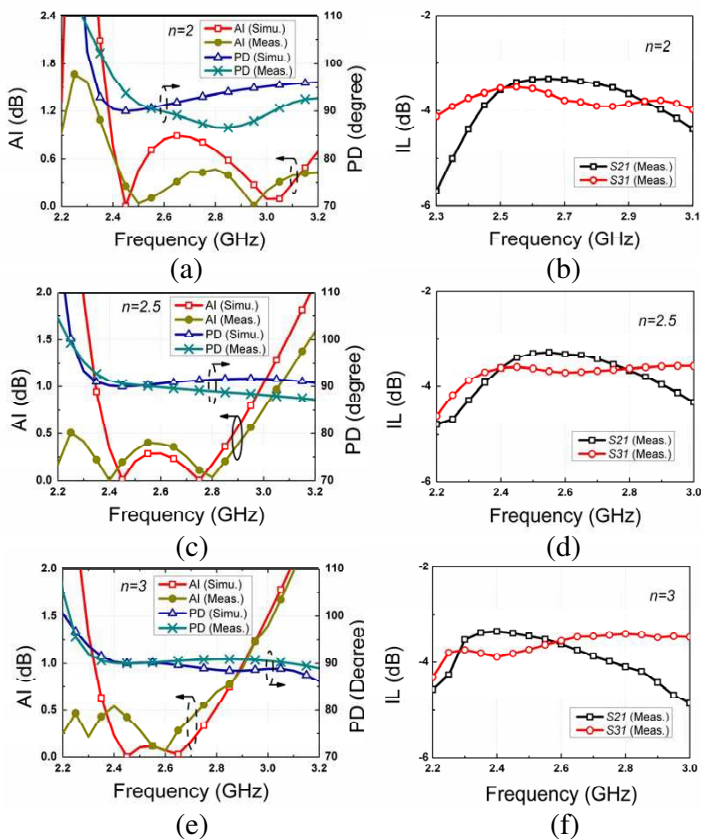 2.4
1.8
1.2
0.6
0.0
AI (dB)
n=2
AI (Simu.)
AI (Meas.)
PD (Simu.)
PD (Meas.)
110
100
90
80
70
PD (degree)
2.2 2.4 2.6 2.8 3.0 3.2
Frequency (GHz)
(a)
-2
-4
-6
IL (dB)
n=2
S21 (Meas.)
S31 (Meas.)
2.3 2.5 2.7 2.9 3.1
Frequency (GHz)
(b)
2.0
1.5
1.0
0.5
0.0
AI (dB)
n=2.5
AI (Simu.)
AI (Meas.)
PD (Simu.)
PD (Meas.)
110
100
90
80
70
PD (degree)
2.2 2.4 2.6 2.8 3.0 3.2
Frequency (GHz)
(c)
-2
-4
-6
IL (dB)
n=2.5
S21 (Meas.)
S31 (Meas.)
2.2 2.4 2.6 2.8 3.0
Frequency (GHz)
(d)
2.0
1.5
1.0
0.5
0.0
AI (dB)
n=3
AI (Simu.)
AI (Meas.)
PD (Simu.)
PD (Meas.)
110
100
90
80
70
PD (Degree)
2.2 2.4 2.6 2.8 3.0 3.2
Frequency (GHz)
(e)
-2
-4
-6
IL (dB)
n=3
S21 (Meas.)
S31 (Meas.)
2.2 2.4 2.6 2.8 3.0
Frequency (GHz)
(f)